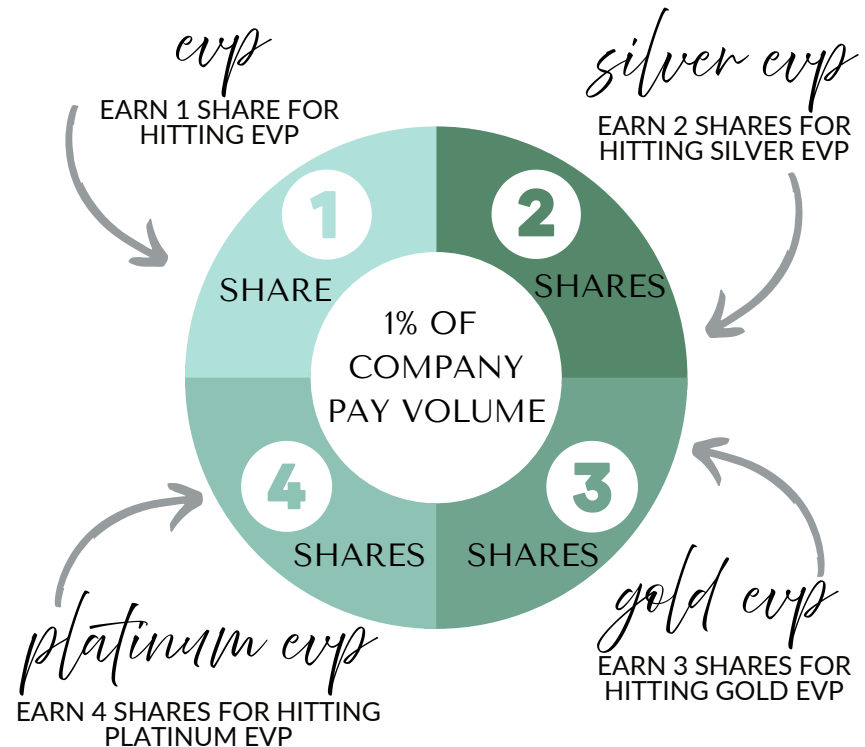 evp
EARN 1 SHARE FOR
HITTING EVP
silver evp
EARN 2 SHARES FOR
HITTING SILVER EVP
1
SHARE
2
SHARES
1% OF
COMPANY
PAY VOLUME
4
SHARES
3
SHARES
platinum evp
EARN 4 SHARES FOR HITTING
PLATINUM EVP
gold evp
EARN 3 SHARES FOR
HITTING GOLD EVP